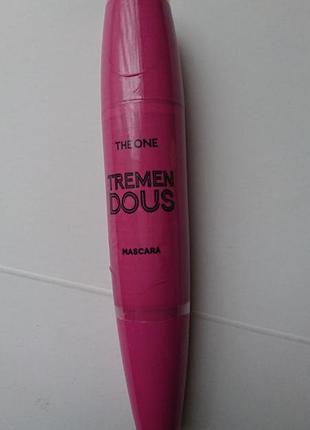 THE ONE
TREMEN
DOUS
MASCARA